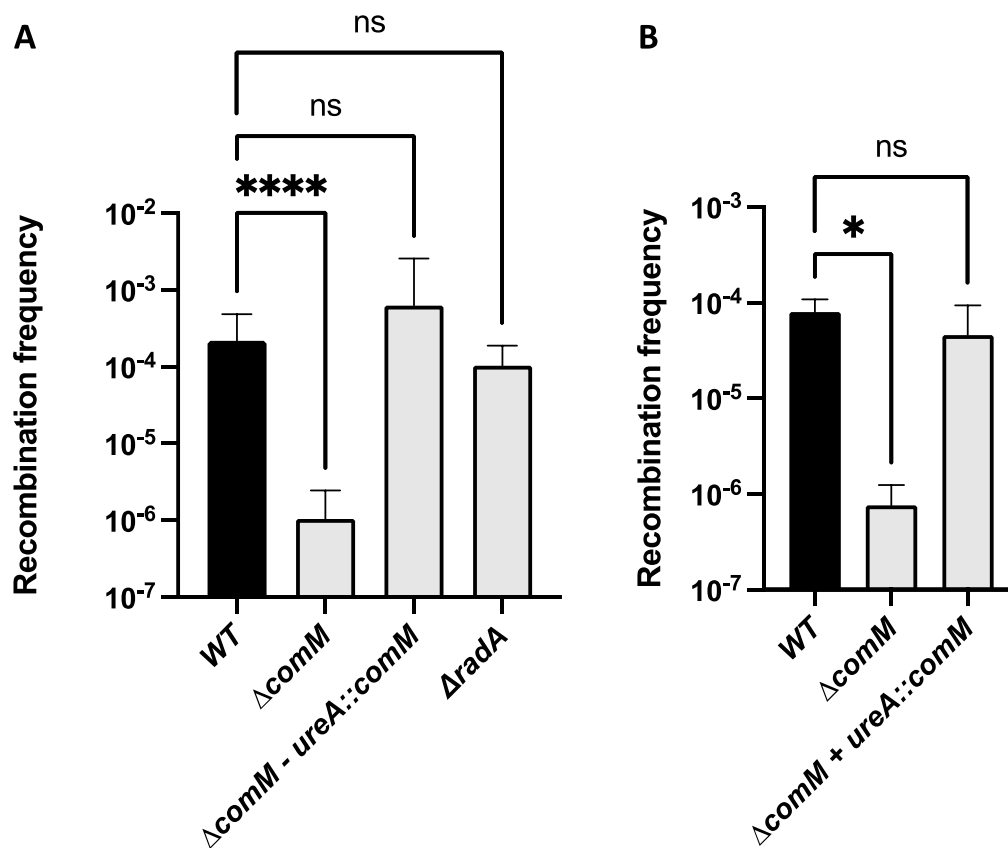 A
ns
ns
****
Recombination frequency
10-2
10-3
10-4
10-5
10-6
10-7
WT
ΔcomM
ΔcomM - ureA::comM
ΔradA
B
ns
*
Recombination frequency
10-3
10-4
10-5
10-6
10-7
WT
ΔcomM
ΔcomM + ureA::comM